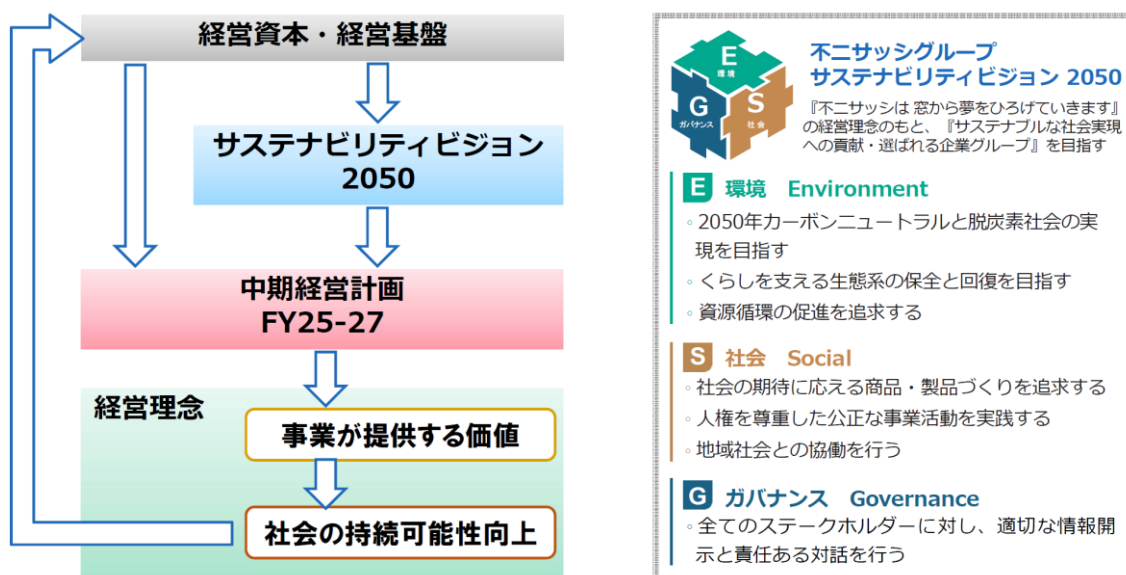 経営資本・経営基盤
サステナビリティビジョン
2050
中期経営計画
FY25-27
経営理念
事業が提供する価値
社会の持続可能性向上
E
環境
G
ガバナンス
S
社会
不ニサッシグループ
サステナビリティビジョン 2050
『不ニサッシは 窓から夢をひろげていきます』
の経営理念のもと、『サステナブルな社会実現
への貢献・選ばれる企業グループ』を目指す
E 環境 Environment
◦2050年カーボンニュートラルと脱炭素社会の実
現を目指す
◦くらしを支える生態系の保全と回復を目指す
◦資源循環の促進を追求する
S 社会 Social
◦社会の期待に応える商品・製品づくりを追求する
◦人権を尊重した公正な事業活動を実践する
◦地域社会との協働を行う
G ガバナンス Governance
◦全てのステークホルダーに対し、適切な情報開
示と責任ある対話を行う